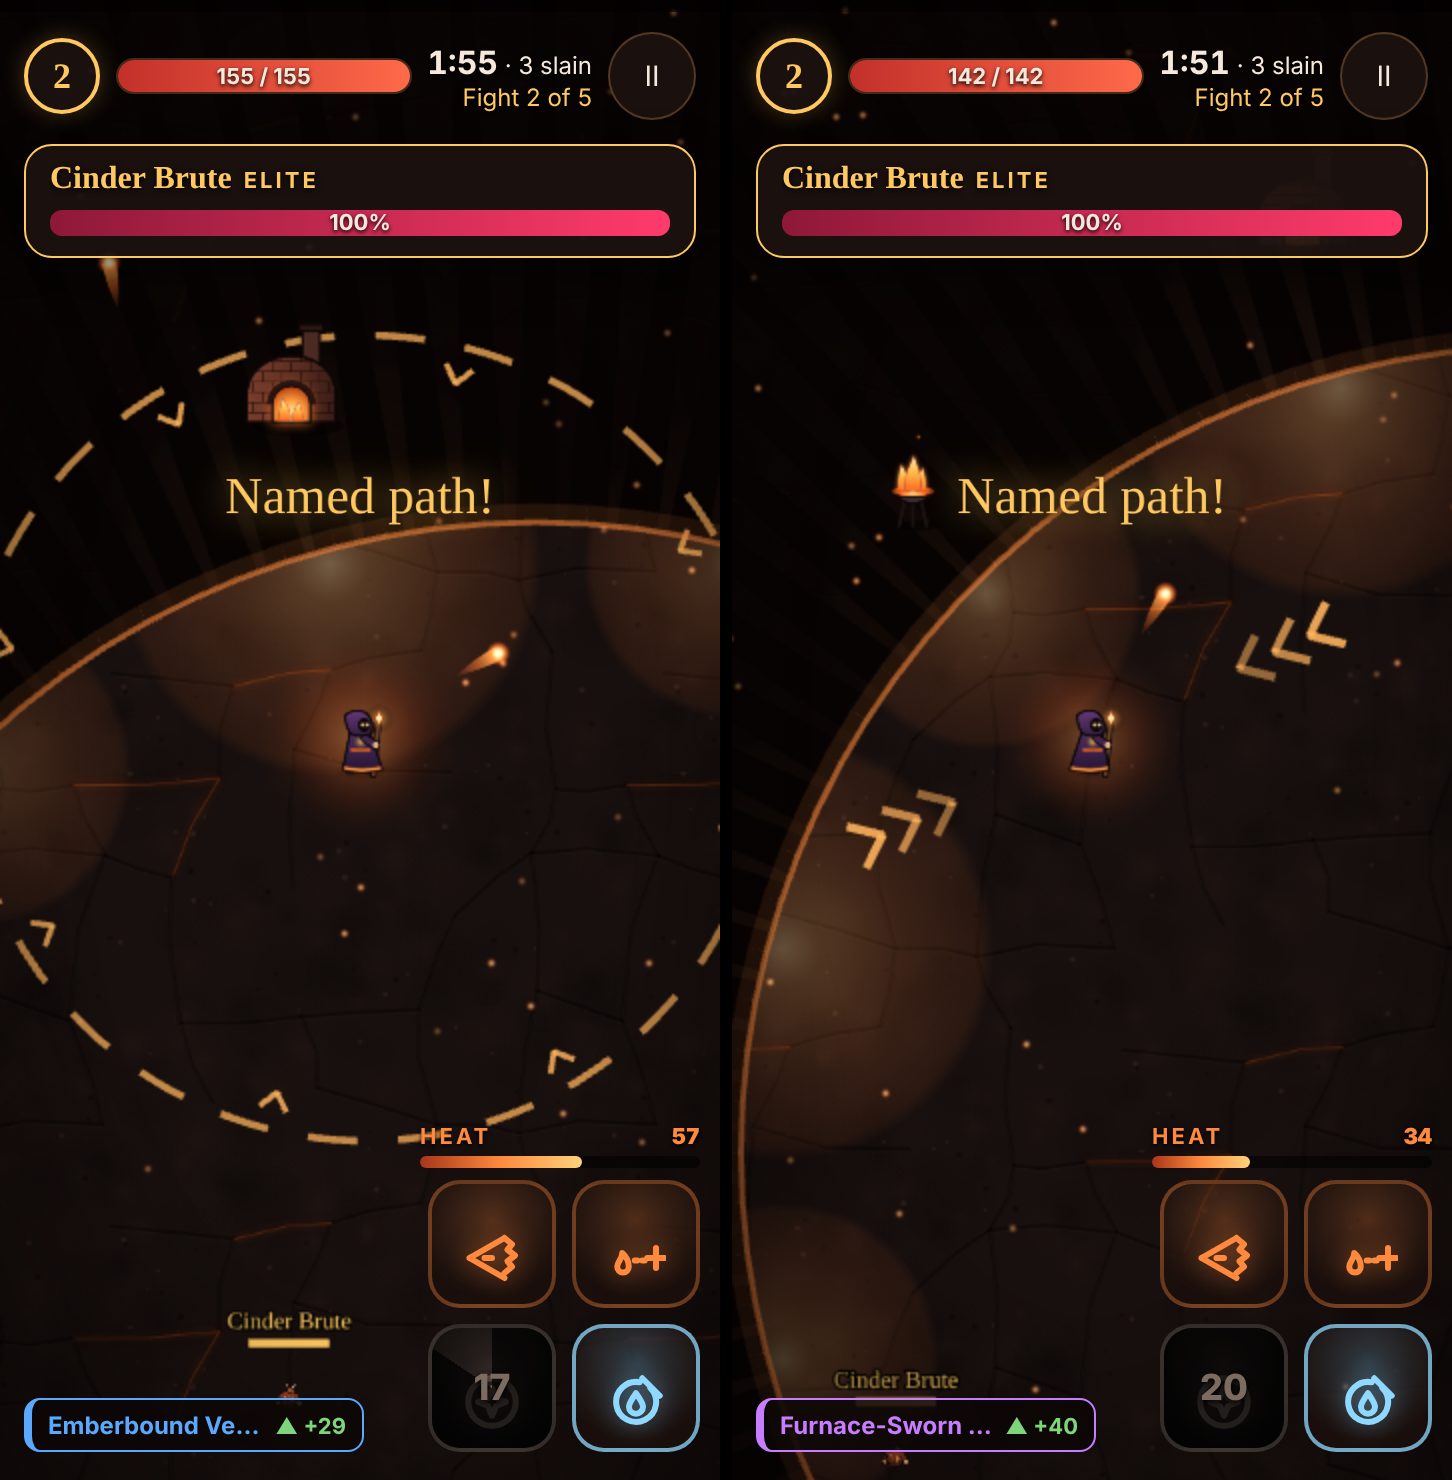 2
155 / 155
1:55 · 3 slain
Fight 2 of 5
Cinder Brute ELITE
100%
Named path!
HEAT 57
Cinder Brute
17
Emberbound Ve... ▲ +29
2
142 / 142
1:51 · 3 slain
Fight 2 of 5
Cinder Brute ELITE
100%
Named path!
HEAT 34
Cinder Brute
20
Furnace-Sworn ... ▲ +40